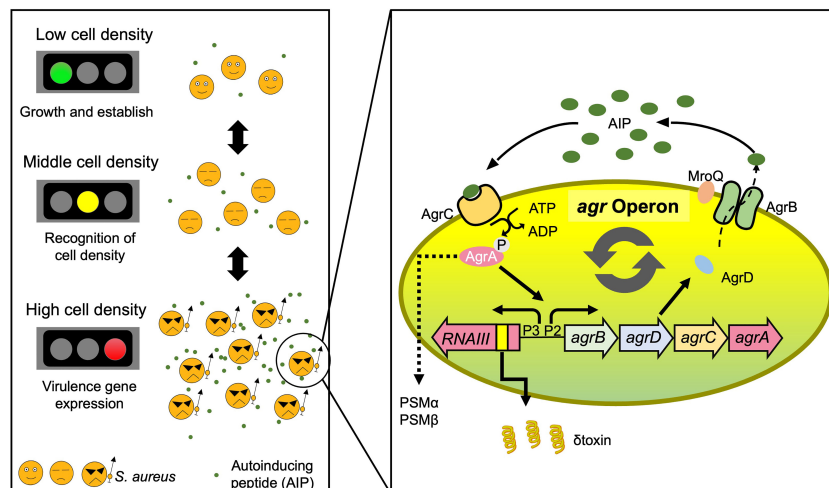 Low cell density
Growth and establish
Middle cell density
Recognition of
cell density
High cell density
Virulence gene
expression
S. aureus
Autoinducing
peptide (AIP)
AIP
MroQ
AgrC
ATP
ADP
agr Operon
AgrB
P
AgrA
AgrD
P3 P2
RNAIII
agrB
agrD
agrC
agrA
PSMα
PSMβ
δtoxin